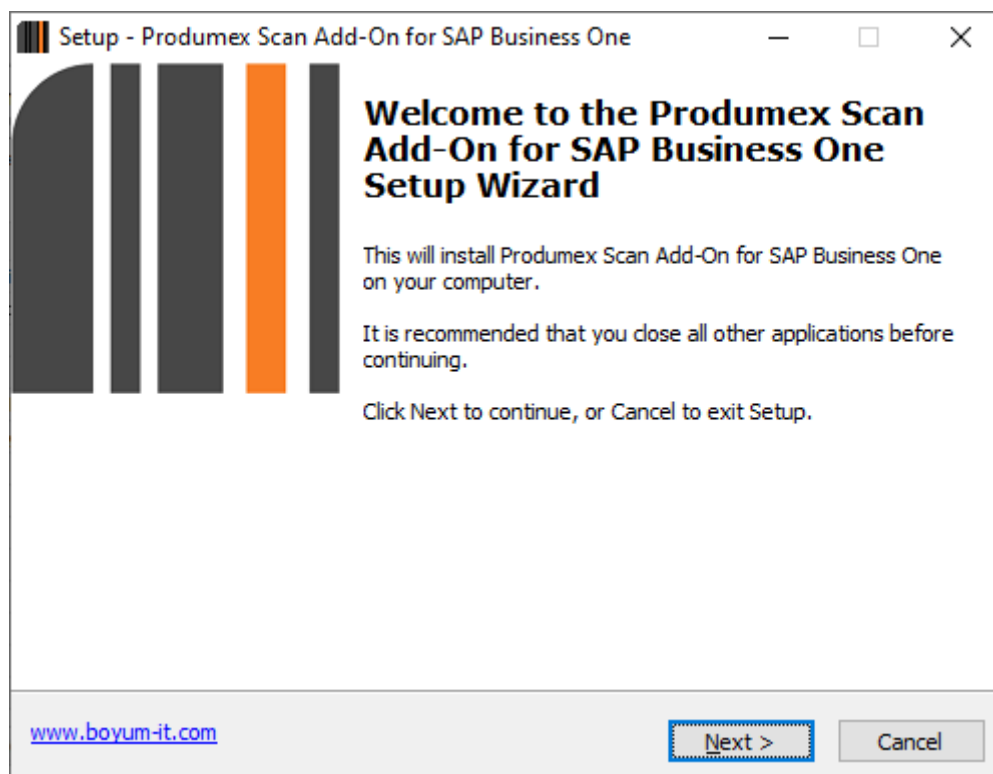 Setup - Produmex Scan Add-On for SAP Business One
Welcome to the Produmex Scan
Add-On for SAP Business One
Setup Wizard
This will install Produmex Scan Add-On for SAP Business One
on your computer.
It is recommended that you close all other applications before
continuing.
Click Next to continue, or Cancel to exit Setup.
www.boyum-it.com
Next >
Cancel